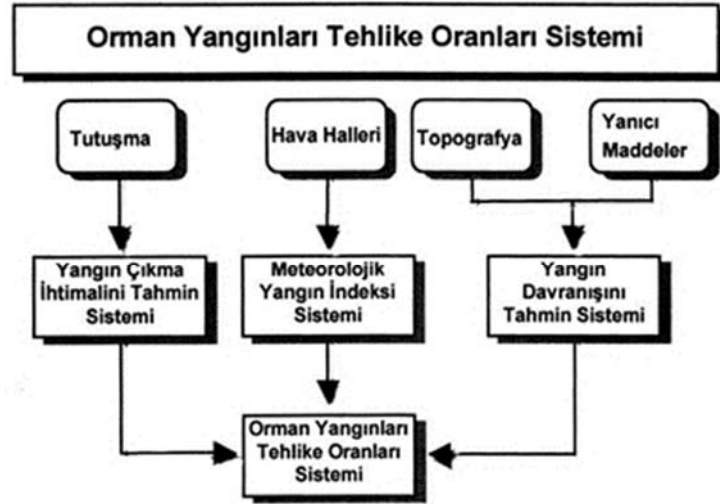 Orman Yangınları Tehlike Oranları Sistemi
Tutuşma
Hava Halleri
Topografya
Yanıcı
Maddeler
Yangın Çıkma
İhtimalini Tahmin
Sistemi
Meteorolojik
Yangın İndeksi
Sistemi
Yangın
Davranışını
Tahmin Sistemi
Orman Yangınları
Tehlike Oranları
Sistemi